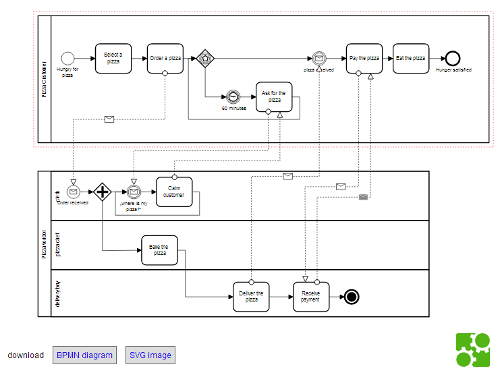 Pizza Customer
Hungry for
pizza
Select a
pizza
Order a pizza
pizza received
Pay the pizza
Eat the pizza
Hunger satisfied
60 minutes
Ask for the
pizza
Pizza vendor
clerk
Order received
„where is my
pizza?“
Calm
customer
pizza chef
Bake the
pizza
delivery boy
Deliver the
pizza
Receive
payment
download
BPMN diagram
SVG image